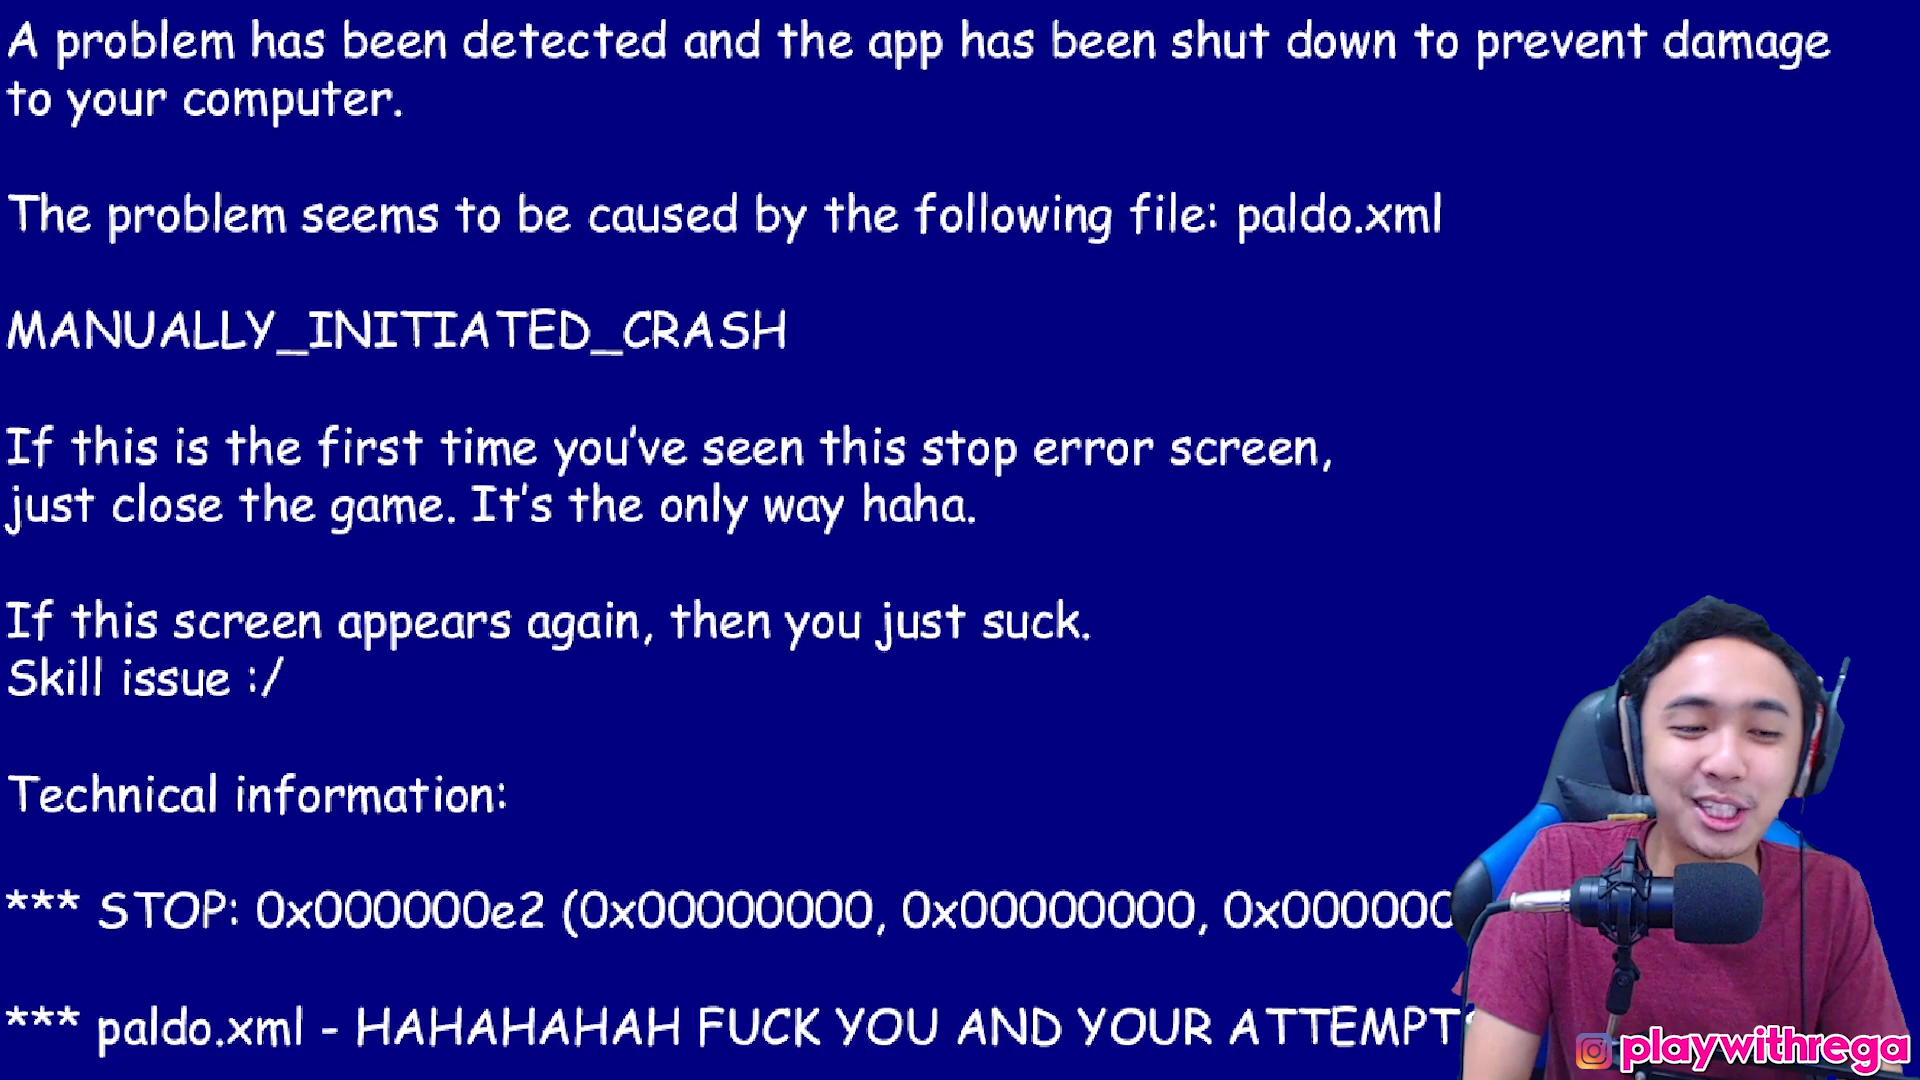 A problem has been detected and the app has been shut down to prevent damage
to your computer.
The problem seems to be caused by the following file: paldo.xml
MANUALLY_INITIATED_CRASH
If this is the first time you've seen this stop error screen,
just close the game. It's the only way haha.
If this screen appears again, then you just suck.
Skill issue :/
Technical information:
*** STOP: 0x000000e2 (0x00000000, 0x00000000, 0x000000
*** paldo.xml - HAHAHAHAH FUCK YOU AND YOUR ATTEMPT
playwithrega